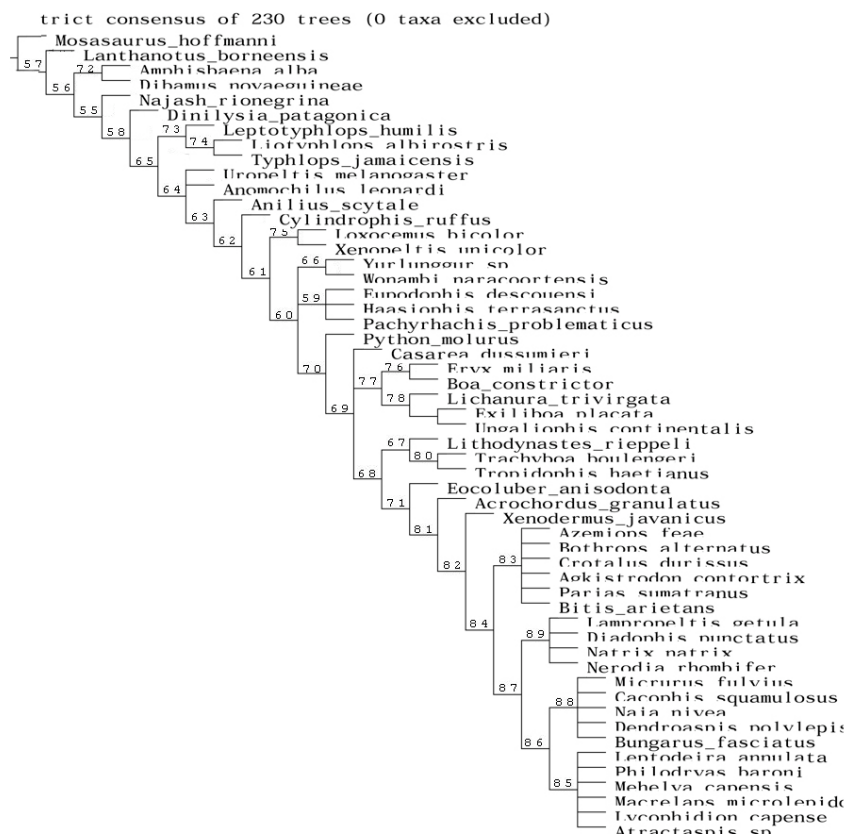 trict consensus of 230 trees (0 taxa excluded)
Mosasaurus_hoffmanni
57
Lanthanotus_borneensis
72
Amphisbaena_alba
56
Dibamus_novaeguineae
Najash_rionegrina
55
Dinilysia_patagonica
58
73
Leptotyphlops_humilis
74
Liotyphlops_albirostris
65
Typhlops_jamaicensis
Uropeltis_melanogaster
64
Anomochilus_leonardi
Anilius_scytale
63
Cylindrophis_ruffus
62
75
Loxocemus_bicolor
Xenopeltis_unicolor
61
66
Yurlunggur_sp
Wonambi_naracoortensis
59
Eupodophis_descouensi
Haasiophis_terrasanctus
60
Pachyrhachis_problematicus
Python_molurus
Casarea_dussumieri
70
76
Eryx_miliaris
77
Boa_constrictor
78
Lichanura_trivirgata
69
Exiliboa_placata
Ungaliophis_continentalis
67
Lithodynastes_rieppeli
80
Trachyboa_boulengeri
68
Tropidophis_haetianus
Eocoluber_anisodonta
71
Acrochordus_granulatus
Xenodermus_javanicus
81
Azemiops_feae
Bothrops_alternatus
82
83
Crotalus_durissus
Agkistrodon_contortrix
Parias_sumatranus
Bitis_arietans
84
Lampropeltis_getula
89
Diadophis_punctatus
Natrix_natrix
Nerodia_rhombifer
87
Micrurus_fulvius
88
Cacophis_squamulosus
Naja_nivea
Dendroaspis_polylepis
86
Bungarus_fasciatus
Leptodeira_annulata
Philodryas_baroni
85
Mehelya_capensis
Macrelaps_microlepido
Lycophidion_capense
Atractaspis_sp